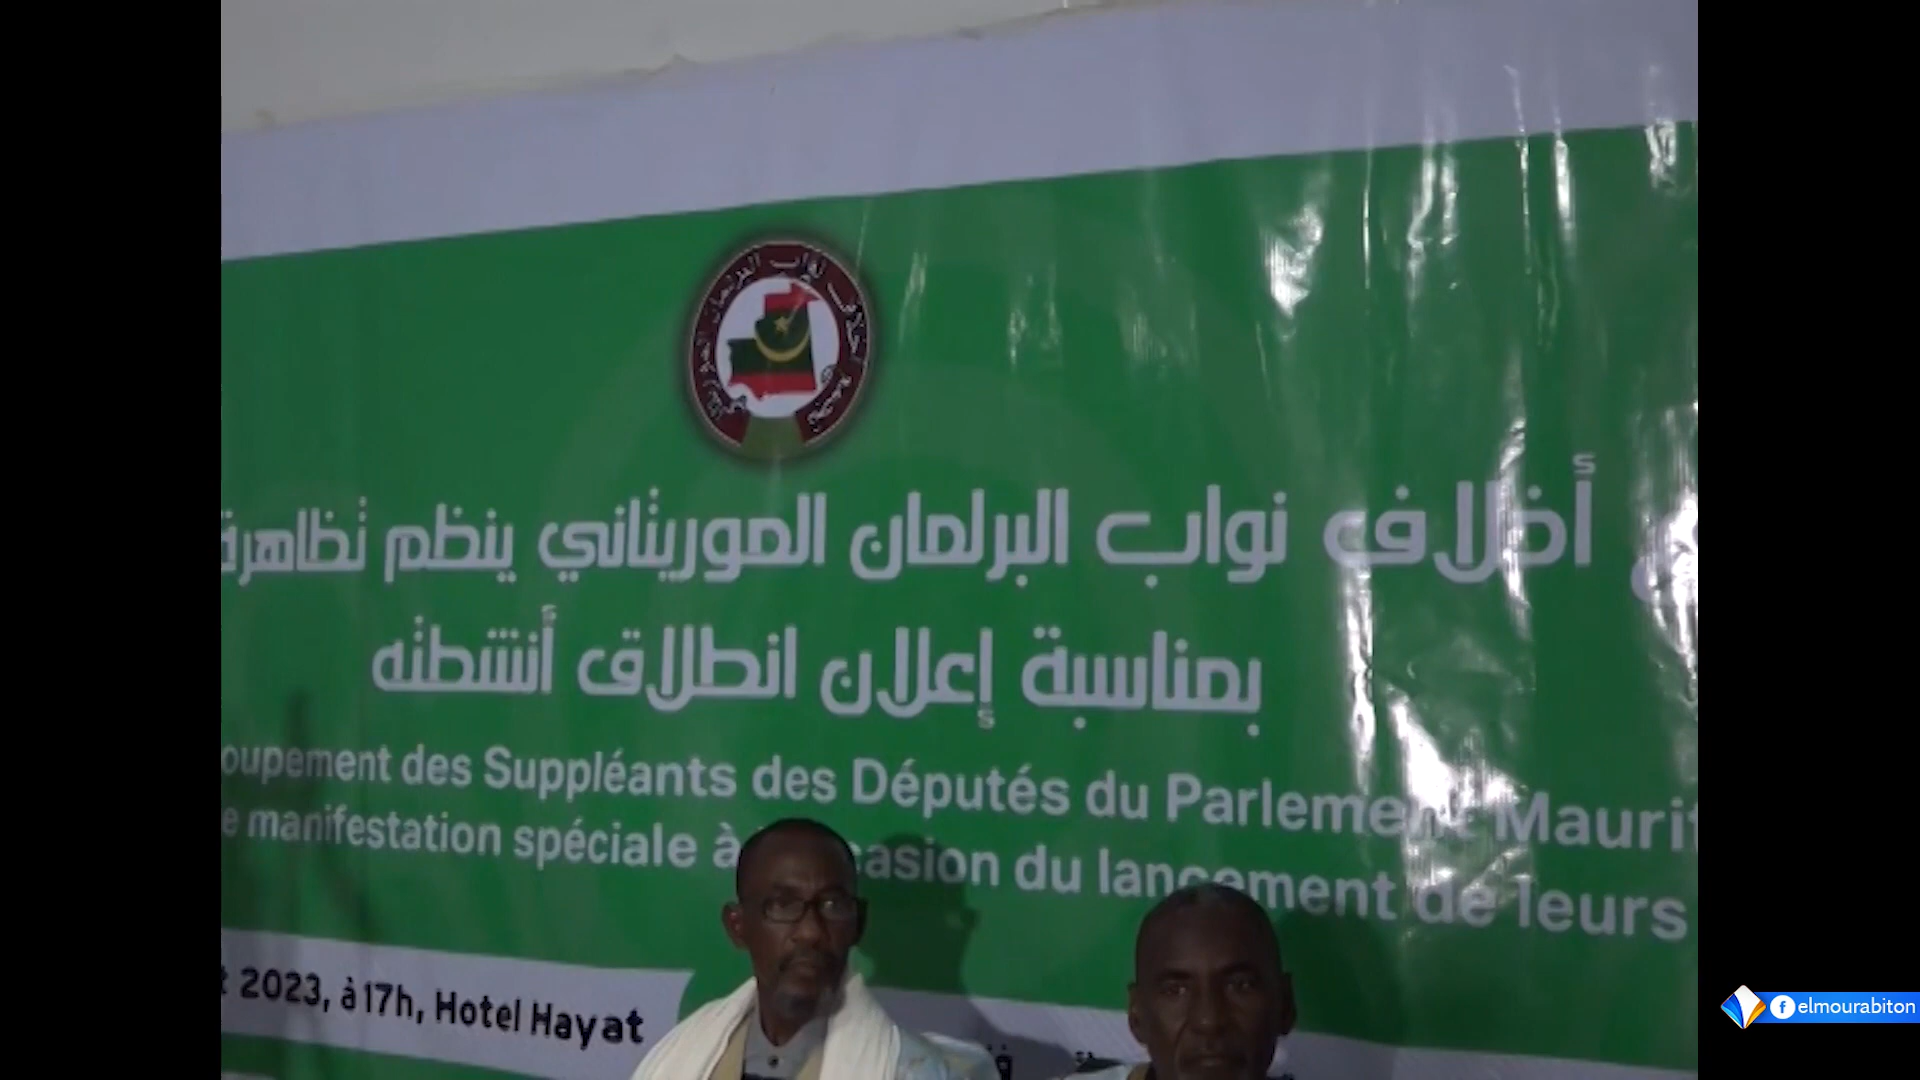 أخلاف نواب البرلمان الموريتاني ينظم تظاهرة
بمناسبة إعلان انطلاق أنشطته
oupement des Suppléants des Députés du Parlement Maurit
e manifestation spéciale à casion du lancement de leurs
t 2023, à 17h, Hotel Hayat
elmourabiton